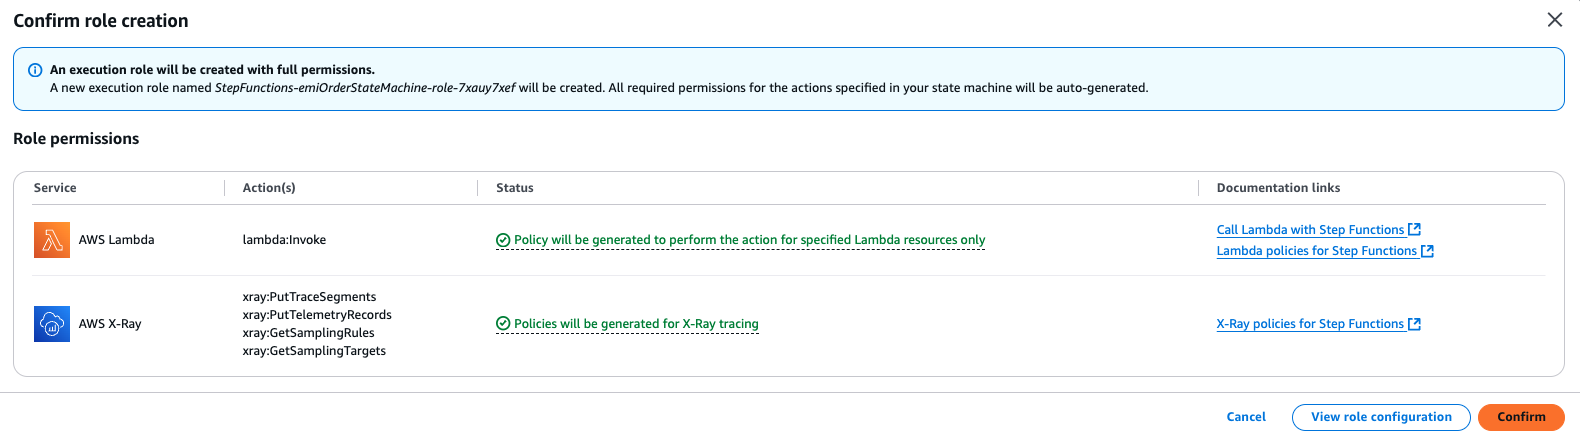 Confirm role creation
An execution role will be created with full permissions.
A new execution role named StepFunctions-emiOrderStateMachine-role-7xauy7xef will be created. All required permissions for the actions specified in your state machine will be auto-generated.
Role permissions
Service Action(s) Status Documentation links
AWS Lambda lambda:Invoke Policy will be generated to perform the action for specified Lambda resources only Call Lambda with Step Functions
Lambda policies for Step Functions
AWS X-Ray xray:PutTraceSegments
xray:PutTelemetryRecords
xray:GetSamplingRules
xray:GetSamplingTargets Policies will be generated for X-Ray tracing X-Ray policies for Step Functions
Cancel View role configuration Confirm